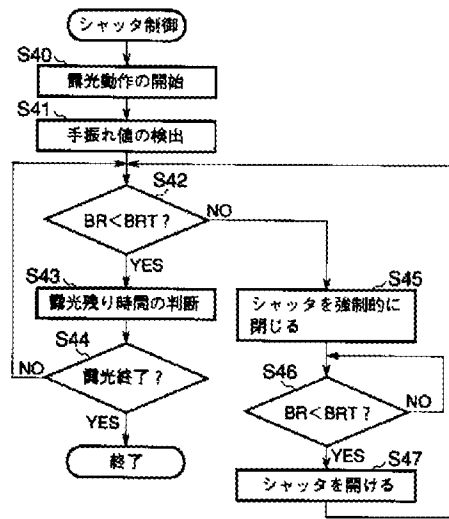 シャッタ制御
S40
露光動作の開始
S41
手振れ値の検出
S42
BR<BRT?
NO
YES
S43
露光残り時間の判断
S44
露光終了?
NO
YES
終了
S45
シャッタを強制的に
閉じる
S46
BR<BRT?
NO
YES
S47
シャッタを開ける